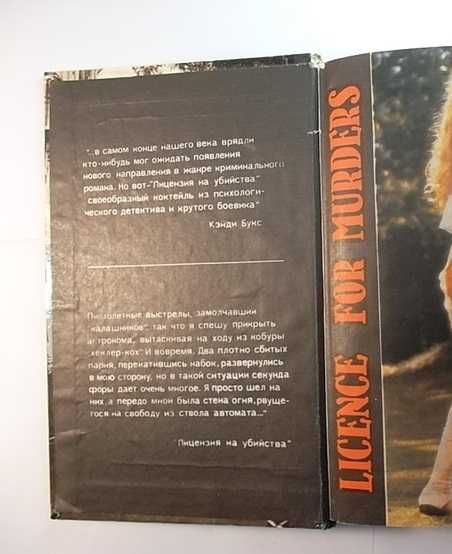 "..в самом конце нашего века врядли
кто-нибудь мог ожидать появления
нового направления в жанре криминального
романа. Но вот-"Лицензия на убийства"
своеобразный коктейль из психологи-
ческого детектива и крутого боевика"
Кэнди Букс
Пистолетные выстрелы, замолчавший
"калашников", так что я спешу прикрыть
агронома, вытаскивая на ходу из кобуры
"хеклер-кох". И вовремя. Два плотно сбитых
парня, перекатившись набок, развернулись
в мою сторону, но в такой ситуации секунда
форы дает очень многое. Я просто шел на
них, а передо мной была стена огня, рвуще-
гося на свободу из ствола автомата..."
"Лицензия на убийства"
LICENCE FOR MURDERS